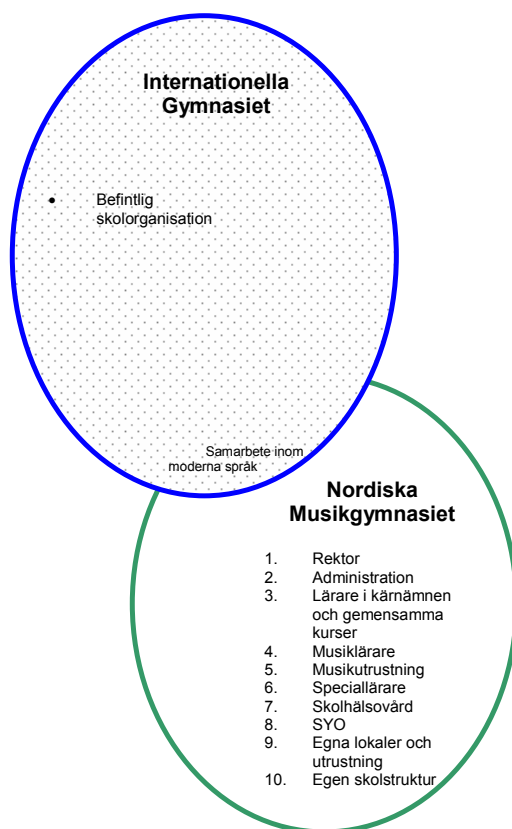 Internationella
Gymnasiet
• Befintlig
skolorganisation
Samarbete inom
moderna språk
Nordiska
Musikgymnasiet
1. Rektor
2. Administration
3. Lärare i kärnämnen
och gemensamma
kurser
4. Musiklärare
5. Musikutrustning
6. Speciallärare
7. Skolhälsovård
8. SYO
9. Egna lokaler och
utrustning
10. Egen skolstruktur